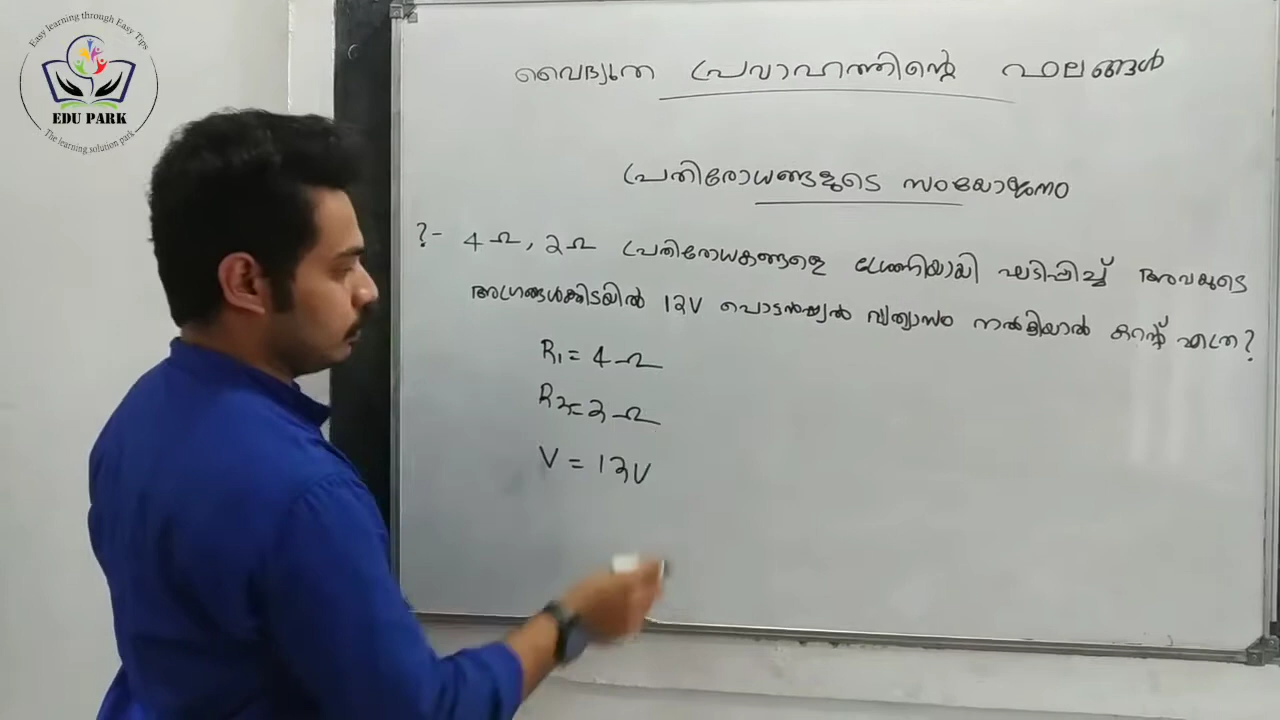 Easy learning through Easy Tips
EDU PARK
The learning solution park
വൈദ്യുത പ്രവാഹത്തിന്റെ ഫലങ്ങൾ
പ്രതിരോധങ്ങളുടെ സംയോജനം
?- 4Ω, 2Ω പ്രതിരോധകങ്ങളെ ശ്രേണിയായി ഘടിപ്പിച്ച് അവയുടെ
അഗ്രങ്ങൾക്കിടയിൽ 12V പൊട്ടൻഷ്യൽ വ്യത്യാസം നൽകിയാൽ കറന്റ് എത്ര?
R₁ = 4Ω
R₂ = 2Ω
V = 12V